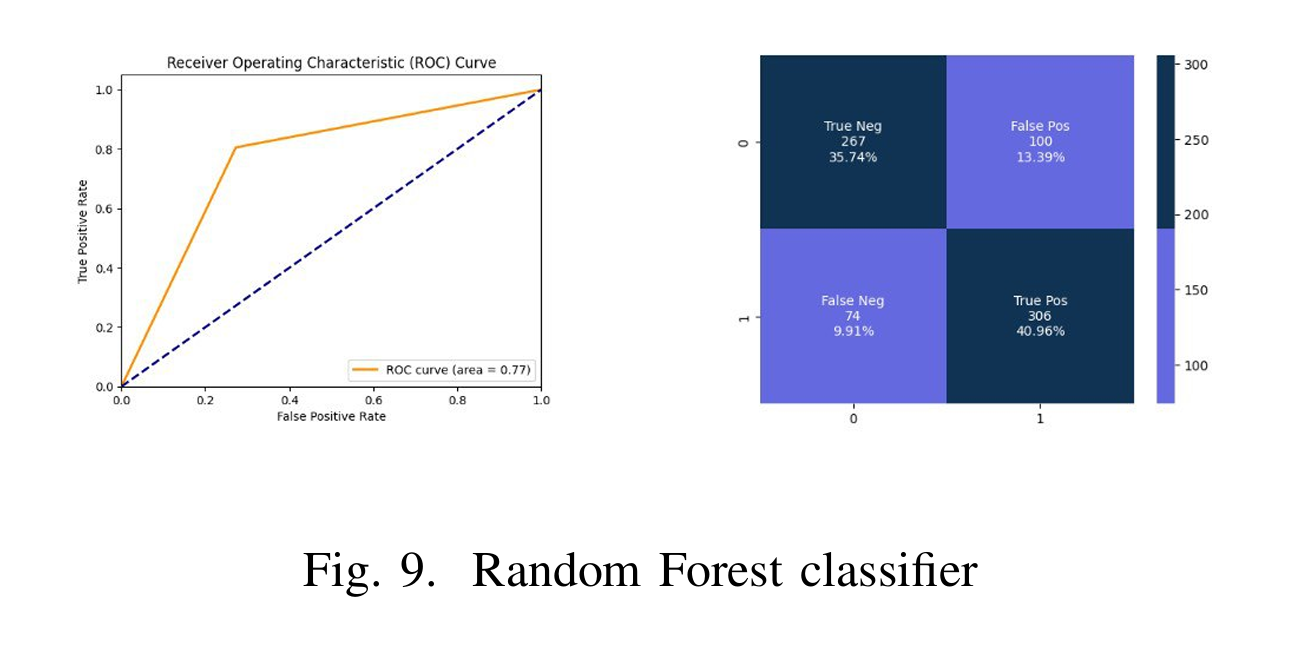 Receiver Operating Characteristic (ROC) Curve
1.0
0.8
0.6
0.4
0.2
0.0
True Positive Rate
0.0 0.2 0.4 0.6 0.8 1.0
False Positive Rate
ROC curve (area = 0.77)
0
1
True Neg
267
35.74%
False Pos
100
13.39%
False Neg
74
9.91%
True Pos
306
40.96%
0 1
300
250
200
150
100
Fig. 9. Random Forest classifier